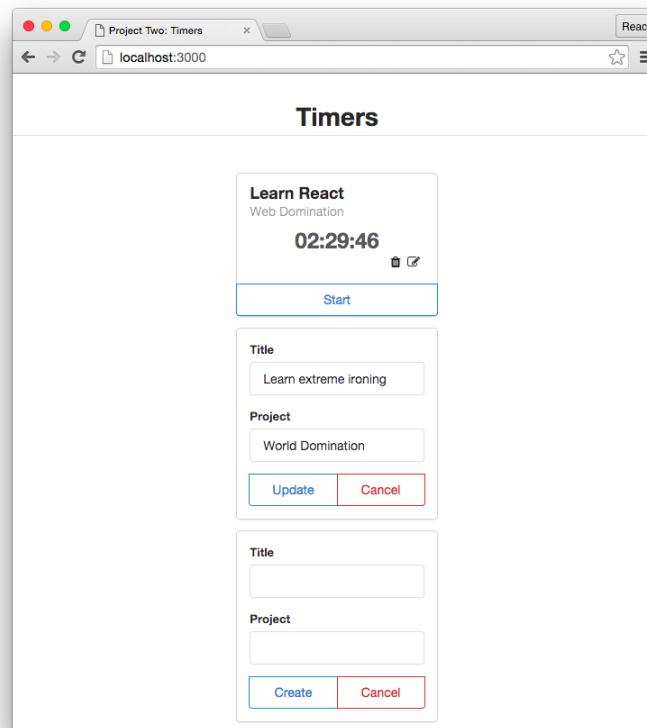 Project Two: Timers
Reac
localhost:3000
Timers
Learn React
Web Domination
02:29:46
Start
Title
Learn extreme ironing
Project
World Domination
Update Cancel
Title
Project
Create Cancel